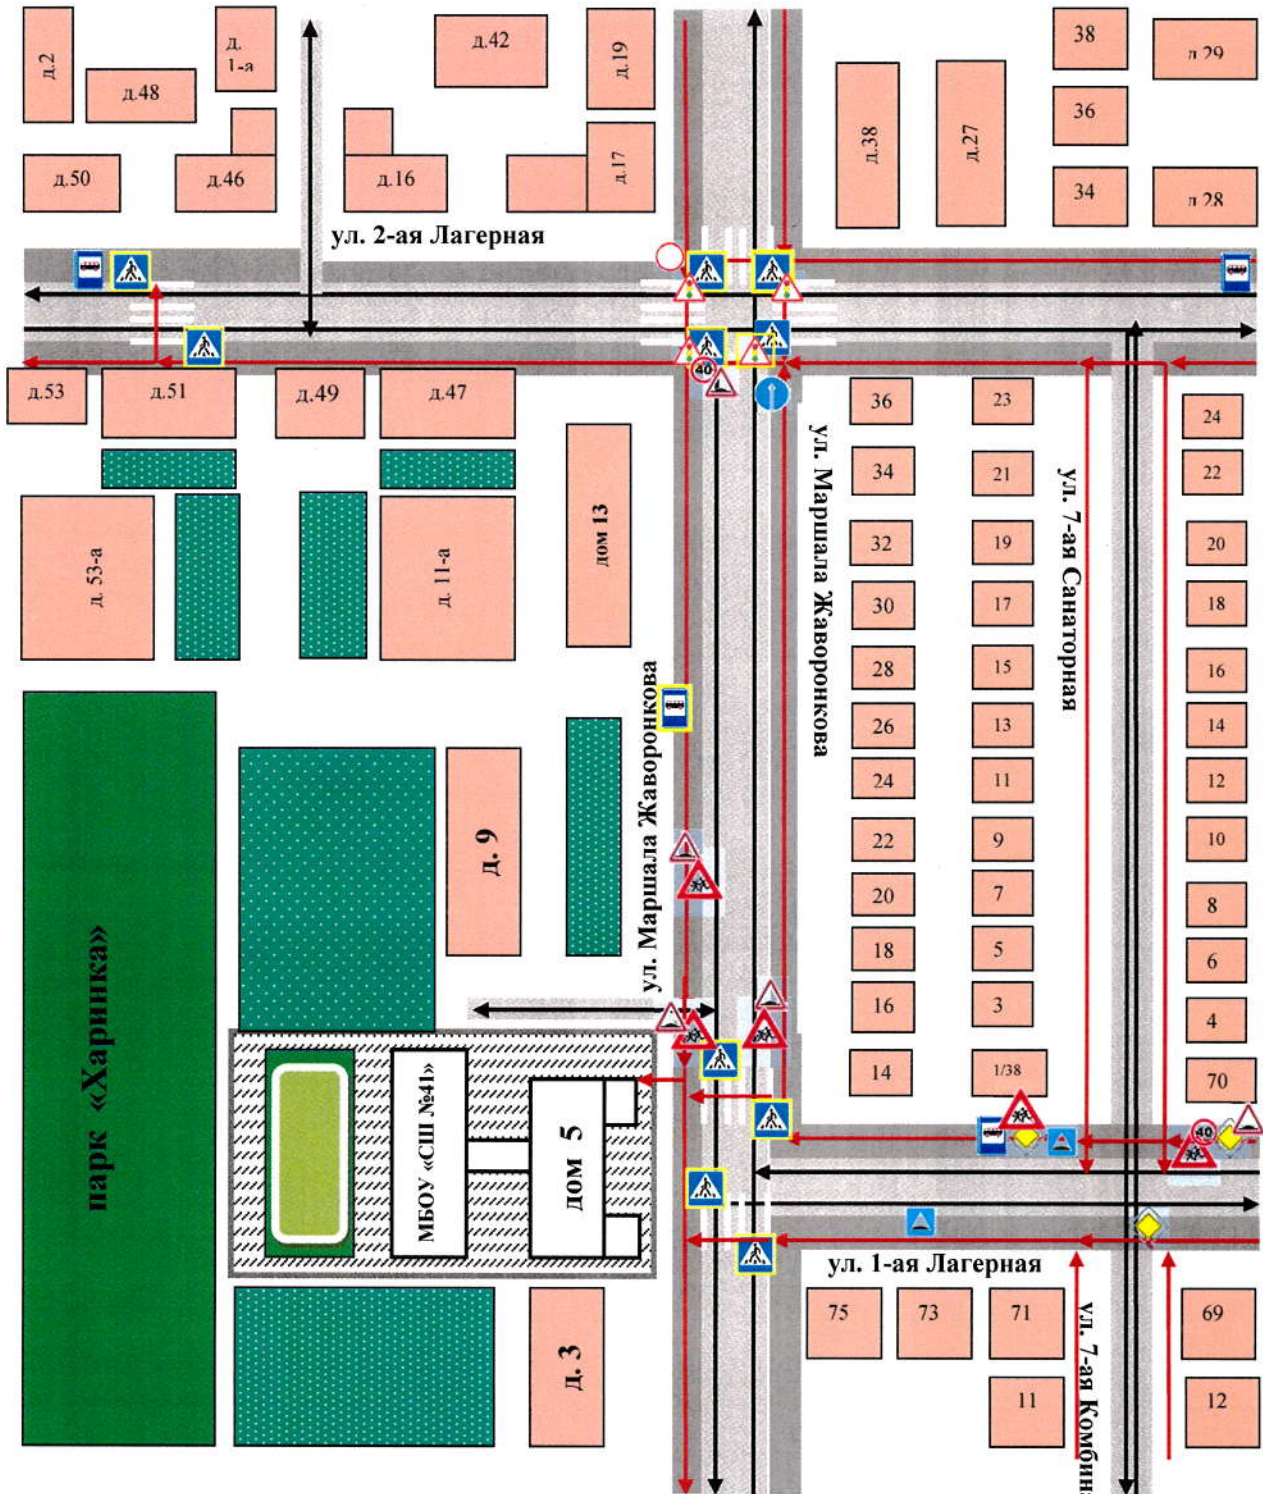 д.2
д.
1-а
д.48
д.50
д.46
д.42
д.19
д.17
д.16
д.38
д.27
38
д 29
36
34
д 28
ул. 2-ая Лагерная
д.53
д.51
д.49
д.47
40
дом 13
д. 53-а
д. 11-а
ул. Маршала Жаворонкова
ул. 7-ая Санаторная
36
23
24
34
21
22
32
19
20
30
17
18
28
15
16
26
13
14
24
11
12
22
9
10
20
7
8
18
5
6
16
3
4
14
1/38
70
ул. Маршала Жаворонкова
д. 9
парк «Харинка»
МБОУ «СШ №41»
дом 5
40
ул. 1-ая Лагерная
д. 3
75
73
71
69
11
12
ул. 7-ая Комбина